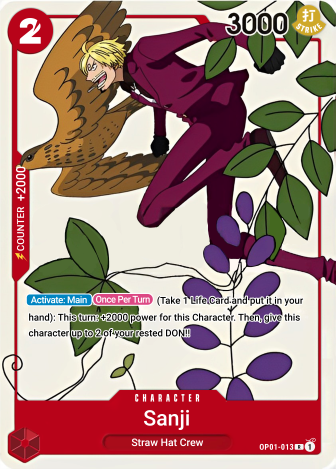 2
3000
打
STRIKE
COUNTER +2000
Activate: Main Once Per Turn (Take 1 Life Card and put it in your
hand): This turn: +2000 power for this Character. Then, give this
character up to 2 of your rested DON!!
CHARACTER
Sanji
Straw Hat Crew
OP01-013 R 1